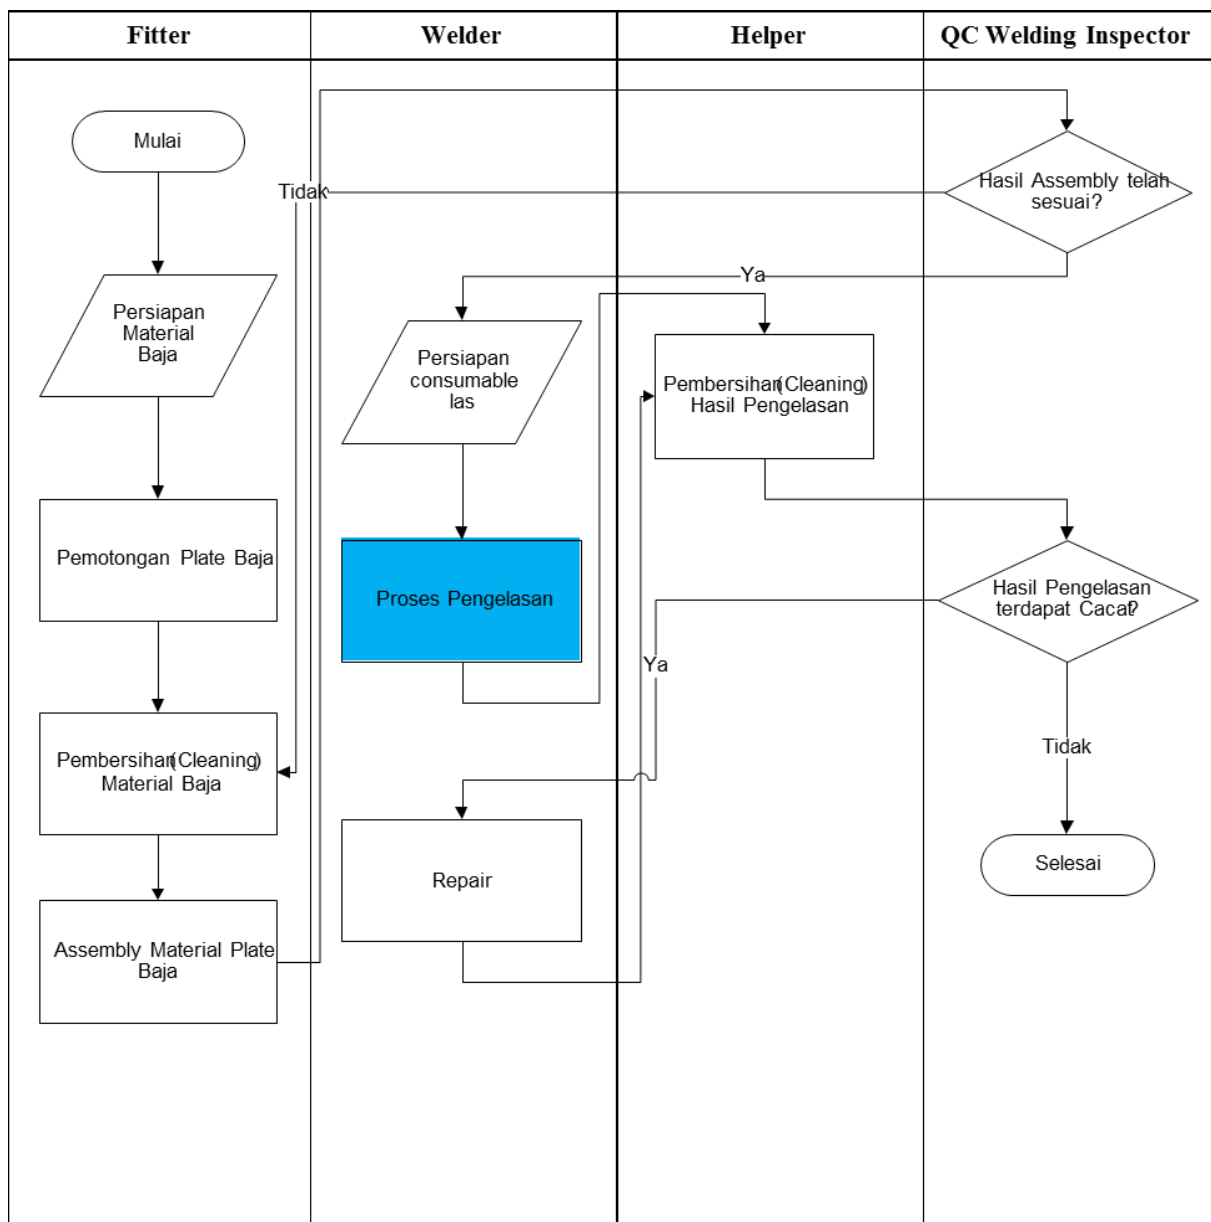 Fitter
Welder
Helper
QC Welding Inspector
Mulai
Tidak
Hasil Assembly telah
sesuai?
Ya
Persiapan
Material
Baja
Persiapan
consumable
las
Pembersihan(Cleaning)
Hasil Pengelasan
Pemotongan Plate Baja
Proses Pengelasan
Hasil Pengelasan
terdapat Cacat?
Ya
Pembersihan(Cleaning)
Material Baja
Tidak
Repair
Selesai
Assembly Material Plate
Baja